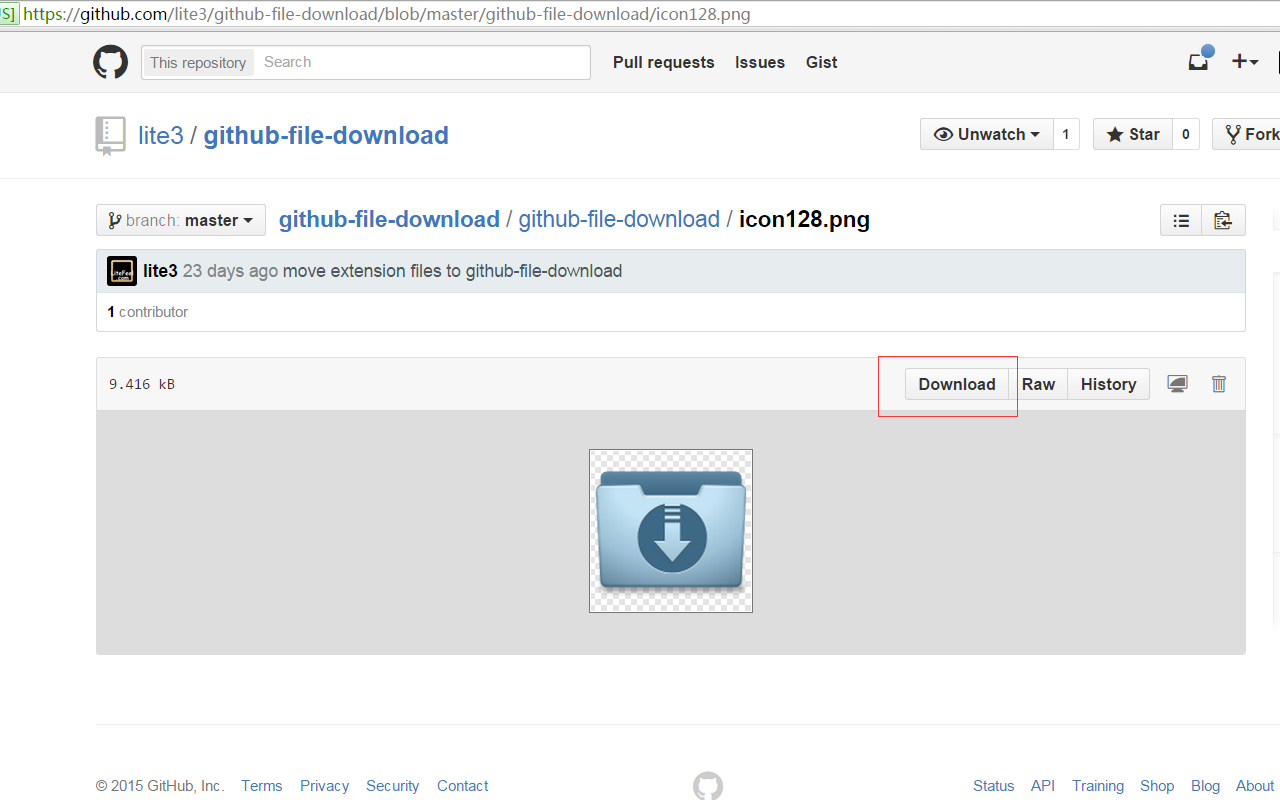 S] https://github.com/lite3/github-file-download/blob/master/github-file-download/icon128.png
This repository Search Pull requests Issues Gist
lite3 / github-file-download Unwatch 1 Star 0 Fork
branch: master github-file-download / github-file-download / icon128.png
LiteFeel
.com
lite3 23 days ago move extension files to github-file-download
1 contributor
9.416 kB Download Raw History
© 2015 GitHub, Inc. Terms Privacy Security Contact Status API Training Shop Blog About